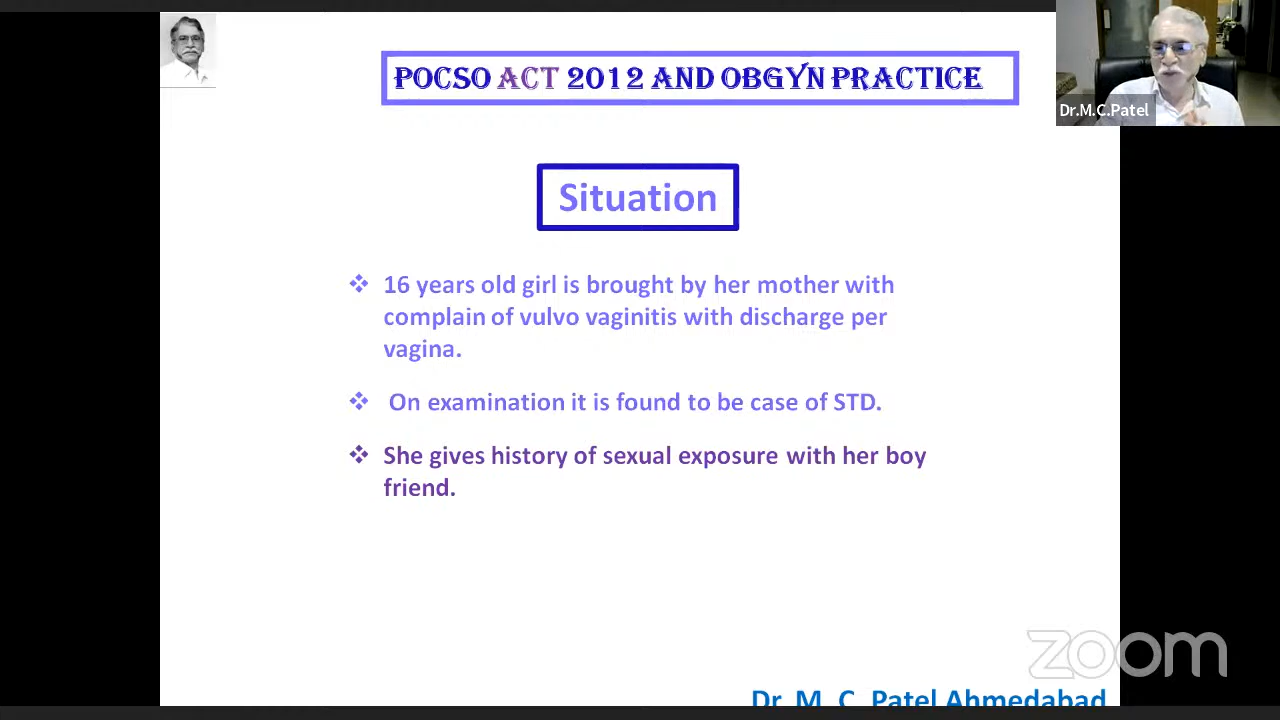 POCSO ACT 2012 AND OBGYN PRACTICE
Dr.M.C.Patel
Situation
16 years old girl is brought by her mother with
complain of vulvo vaginitis with discharge per
vagina.
On examination it is found to be case of STD.
She gives history of sexual exposure with her boy
friend.
zoom
Dr. M. C. Patel Ahmedabad